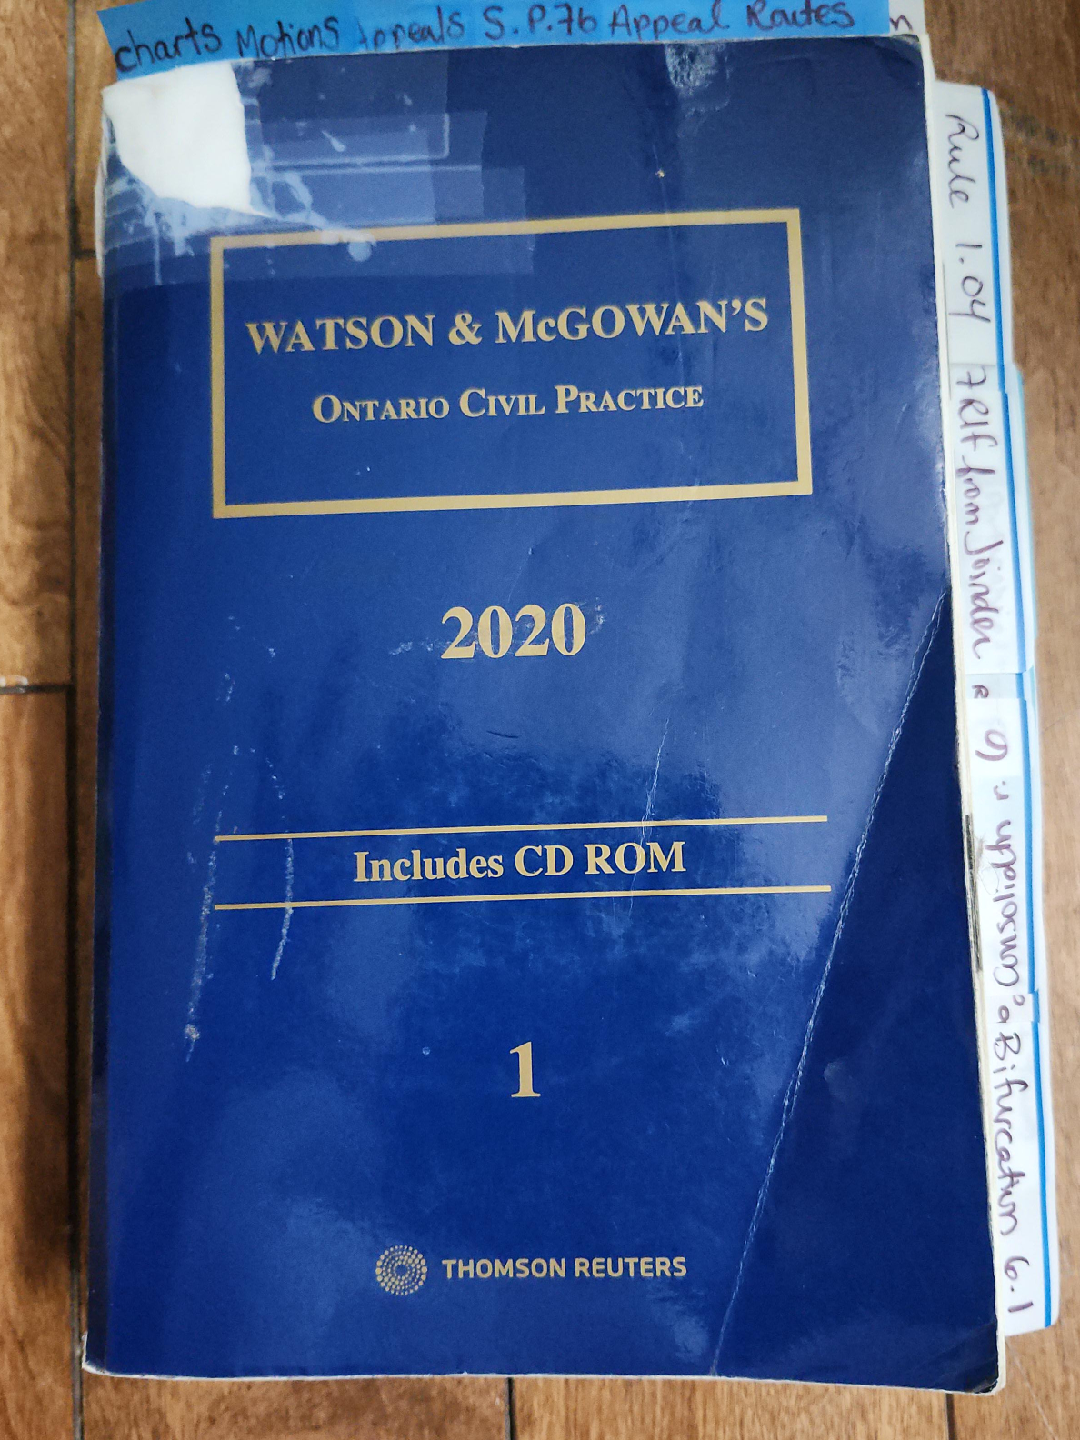 charts Motions Appeals S.P.76 Appeal Routes
WATSON & McGOWAN'S
ONTARIO CIVIL PRACTICE
2020
Includes CD ROM
1
THOMSON REUTERS
Rule 1.04
from Joinder R
6
Bifurcation 6.1